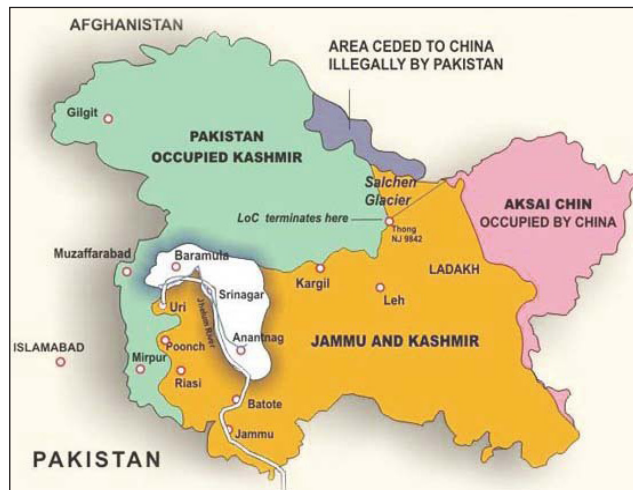 AFGHANISTAN
AREA CEDED TO CHINA
ILLEGALLY BY PAKISTAN
Gilgit
PAKISTAN
OCCUPIED KASHMIR
Salchen
Glacier
AKSAI CHIN
OCCUPIED BY CHINA
LoC terminates here
Thong
NJ 9842
Muzaffarabad
Baramula
Kargil
LADAKH
Srinagar
Leh
Uri
Jhelum River
Poonch
Anantnag
JAMMU AND KASHMIR
ISLAMABAD
Mirpur
Riasi
Batote
Jammu
PAKISTAN